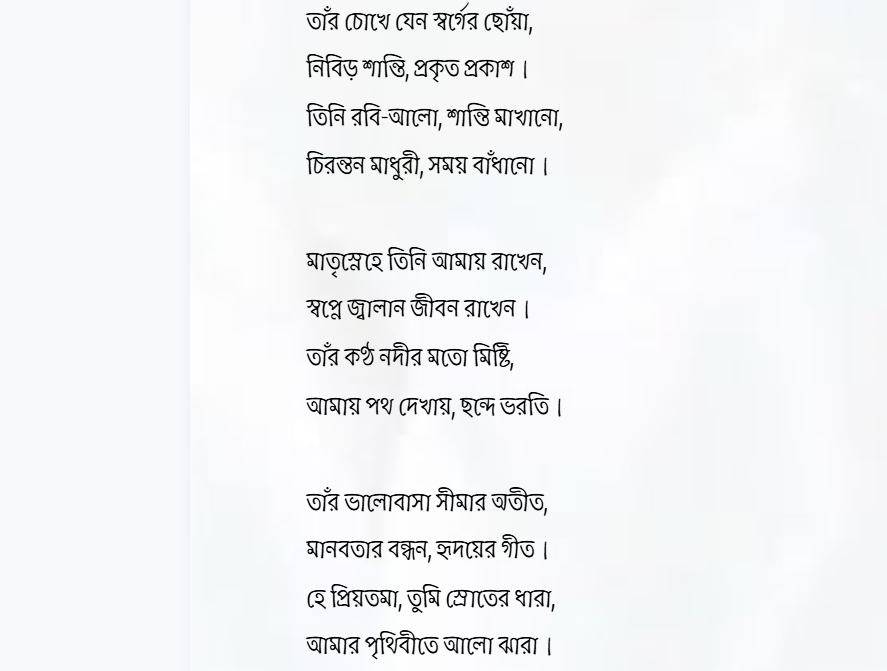 তাঁর চোখে যেন স্বর্গের ছোঁয়া,
নিবিড় শান্তি, প্রকৃত প্রকাশ।
তিনি রবি-আলো, শান্তি মাখানো,
চিরন্তন মাধুরী, সময় বাঁধানো।
মাতৃস্নেহে তিনি আমায় রাখেন,
স্বপ্নে জ্বালান জীবন রাখেন।
তাঁর কণ্ঠ নদীর মতো মিষ্টি,
আমায় পথ দেখায়, ছন্দে ভরতি।
তাঁর ভালোবাসা সীমার অতীত,
মানবতার বন্ধন, হৃদয়ের গীত।
হে প্রিয়তমা, তুমি স্রোতের ধারা,
আমার পৃথিবীতে আলো ঝারা।